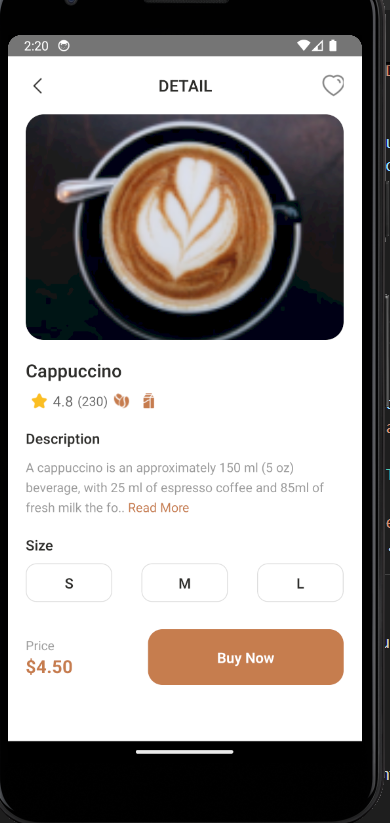 2:20
DETAIL
Cappuccino
4.8 (230)
Description
A cappuccino is an approximately 150 ml (5 oz)
beverage, with 25 ml of espresso coffee and 85ml of
fresh milk the fo.. Read More
Size
S M L
Price
$4.50
Buy Now